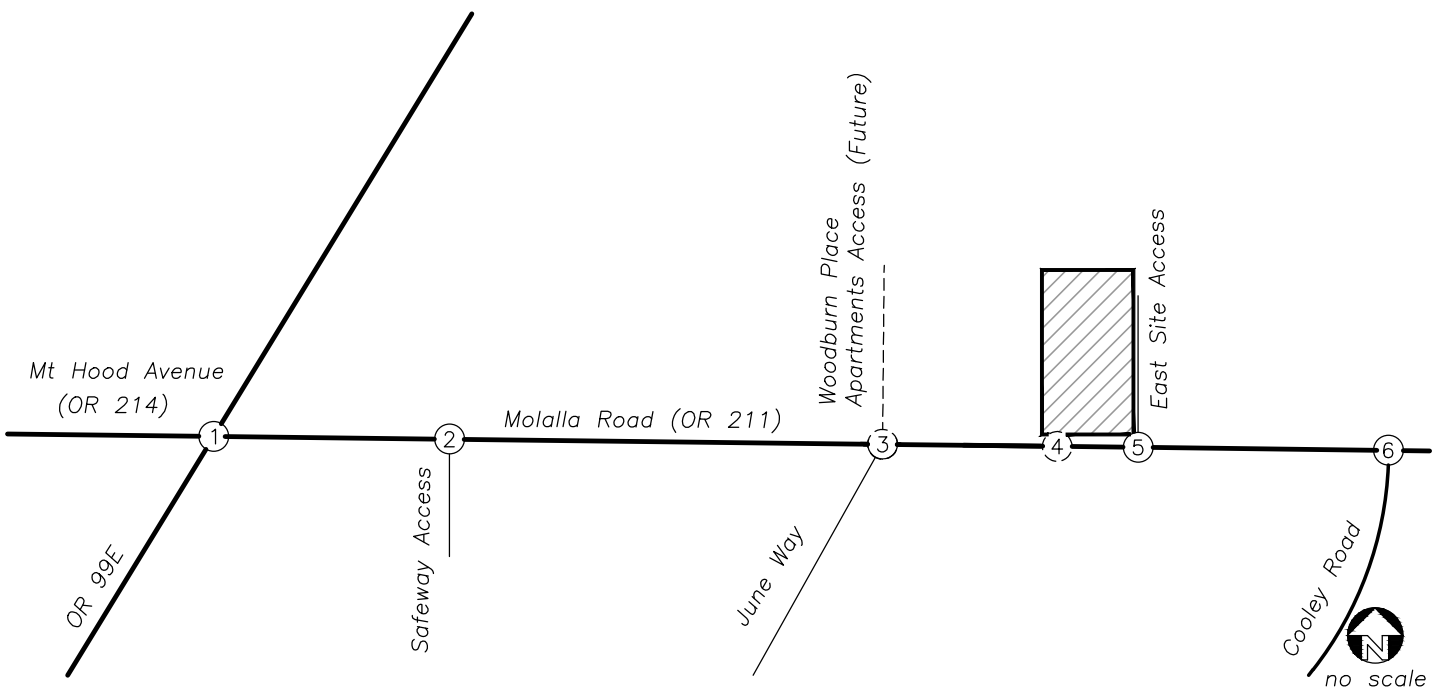 Mt Hood Avenue
(OR 214)
1
OR 99E
2
Safeway Access
Molalla Road (OR 211)
Woodburn Place
Apartments Access (Future)
3
June Way
4
5
East Site Access
6
Cooley Road
N
no scale